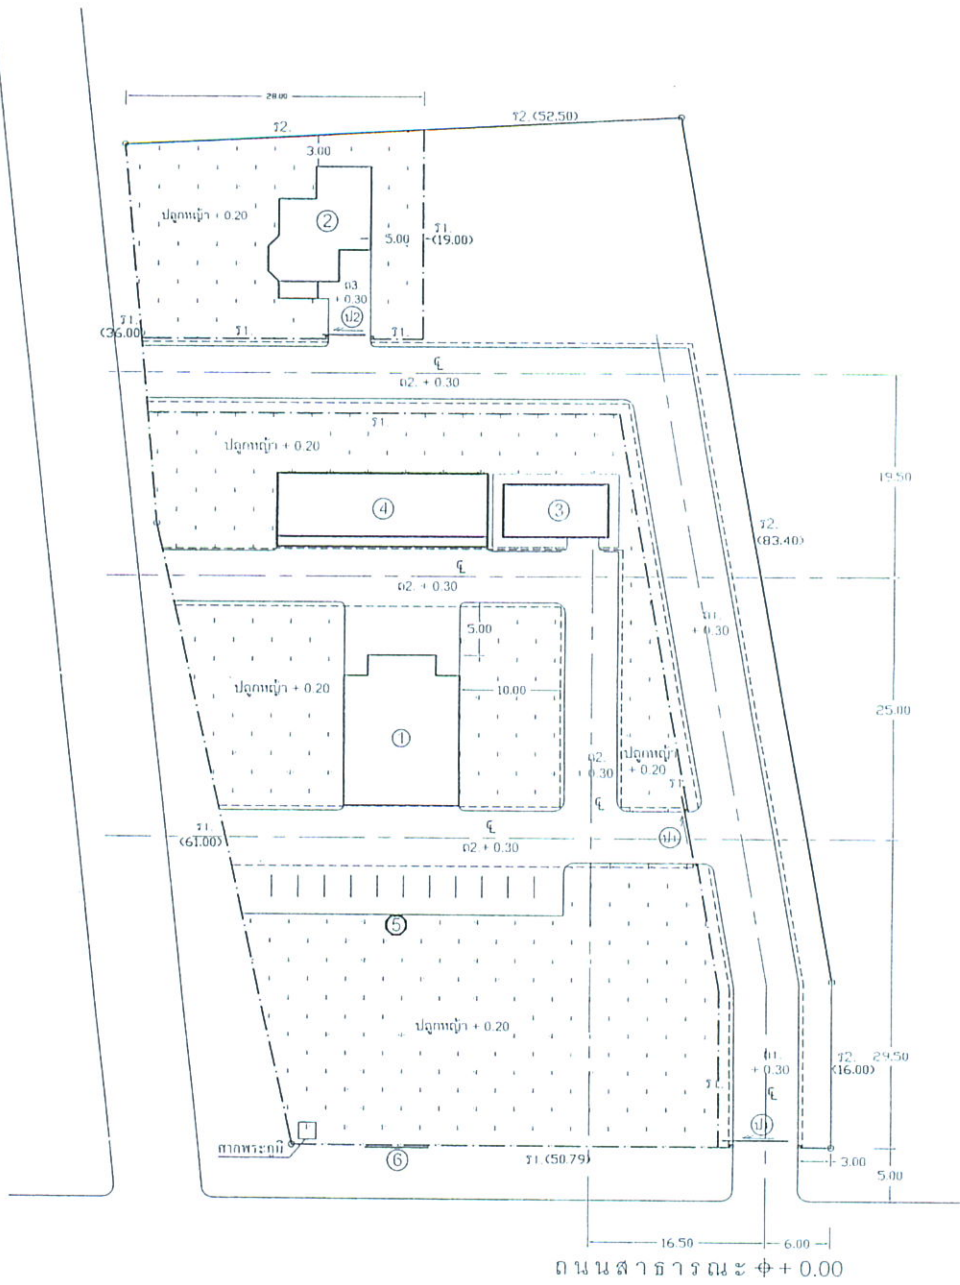 28.00
ร2.
ร2.(52.50)
3.00
ปลูกหญ้า + 0.20
2
5.00
ร1.
(19.00)
ถ3
+ 0.30
ป2
ร1.
(36.00)
ร1.
ร1.
ถ2. + 0.30
ร1.
ปลูกหญ้า + 0.20
4
3
19.50
ร2.
(83.40)
ถ2. + 0.30
ถ1.
+ 0.30
5.00
ปลูกหญ้า + 0.20
10.00
25.00
1
ถ2.
+ 0.30
ปลูกหญ้า
+ 0.20
ร1.
ร1.
(61.00)
ถ2. + 0.30
ป1
5
ปลูกหญ้า + 0.20
ถ1.
+ 0.30
ร2.
(16.00)
29.50
ร1.
ป1
ศาลพระภูมิ
6
ร1.(50.79)
3.00
5.00
16.50
6.00
ถนนสาธารณะ + 0.00